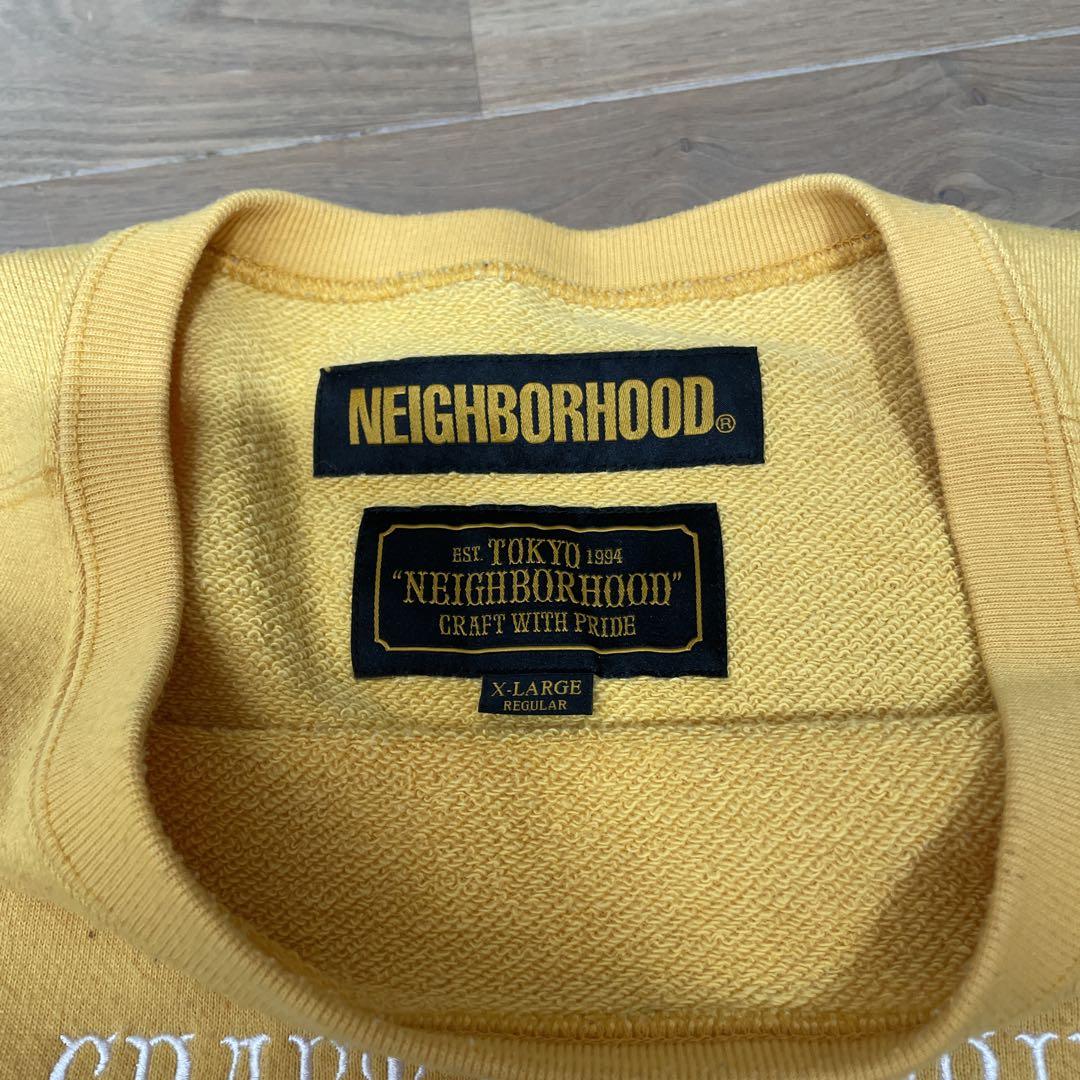 NEIGHBORHOOD®
EST. TOKYO 1994
"NEIGHBORHOOD"
CRAFT WITH PRIDE
X-LARGE
REGULAR